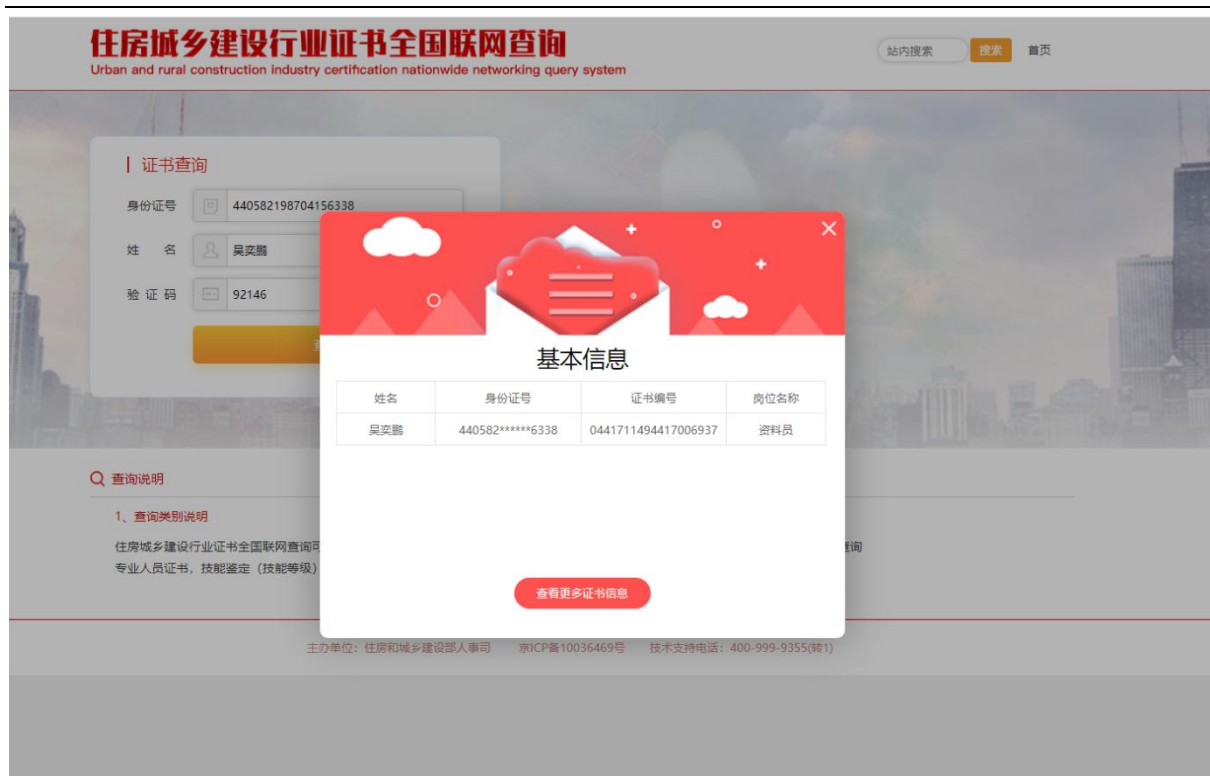 住房城乡建设行业证书全国联网查询
Urban and rural construction industry certification nationwide networking query system
站内搜索 搜索 首页
证书查询
身份证号 440582198704156338
姓 名 吴奕鹏
验 证 码 92146
基本信息
姓名 身份证号 证书编号 岗位名称
吴奕鹏 440582******6338 0441711494417006937 资料员
查看更多证书信息
查询说明
1、查询类别说明
住房城乡建设行业证书全国联网查询可
专业人员证书，技能鉴定（技能等级）
主办单位：住房和城乡建设部人事司 京ICP备10036469号 技术支持电话：400-999-9355(转1)